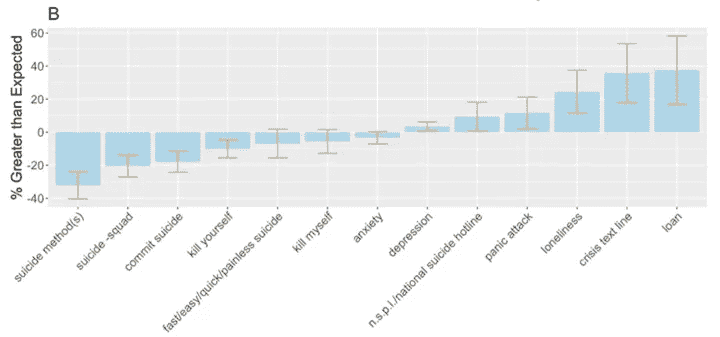 B
% Greater than Expected
60
40
20
0
-20
-40
suicide method(s)
suicide -squad
commit suicide
kill yourself
fast/easy/quick/painless suicide
kill myself
anxiety
depression
n.s.p.l./national suicide hotline
panic attack
loneliness
crisis text line
loan